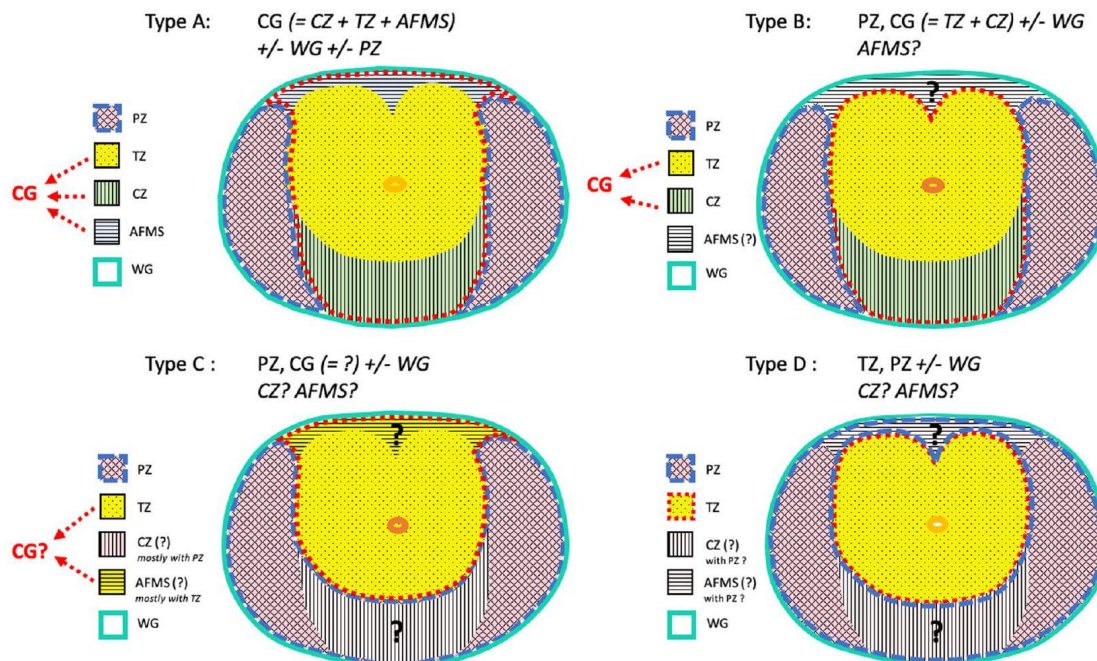 Type A: CG (= CZ + TZ + AFMS)
+/- WG +/- PZ
PZ
TZ
CG
CZ
AFMS
WG
Type B: PZ, CG (= TZ + CZ) +/- WG
AFMS?
?
PZ
TZ
CG
CZ
AFMS (?)
WG
Type C : PZ, CG (= ?) +/- WG
CZ? AFMS?
?
PZ
TZ
CG?
CZ (?)
mostly with PZ
AFMS (?)
mostly with TZ
WG
?
Type D : TZ, PZ +/- WG
CZ? AFMS?
?
PZ
TZ
CZ (?)
with PZ ?
AFMS (?)
with PZ ?
WG
?